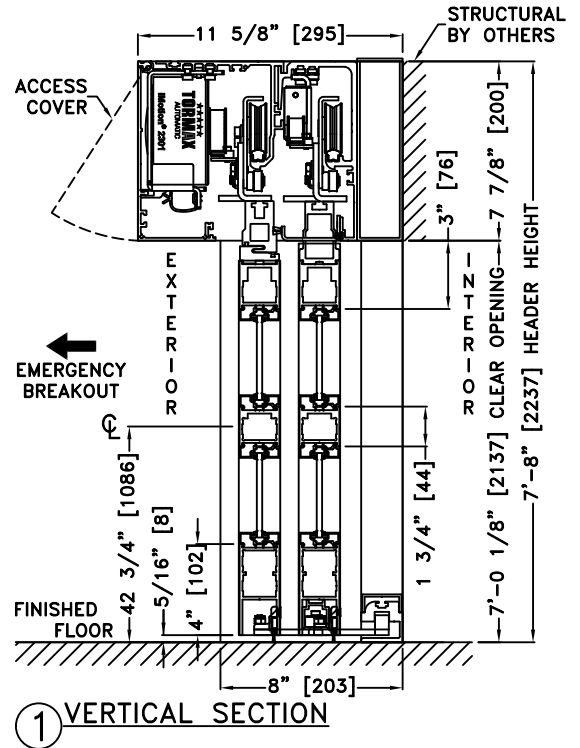 11 5/8" [295]
STRUCTURAL
BY OTHERS
ACCESS
COVER
TORMAX
AUTOMATIC
iMotion® 2301
3" [76]
7 7/8" [200]
EXTERIOR
INTERIOR
EMERGENCY
BREAKOUT
℄
42 3/4" [1086]
5/16" [8]
4" [102]
1 3/4" [44]
7'-0 1/8" [2137] CLEAR OPENING
7'-8" [2237] HEADER HEIGHT
FINISHED
FLOOR
8" [203]
1 VERTICAL SECTION